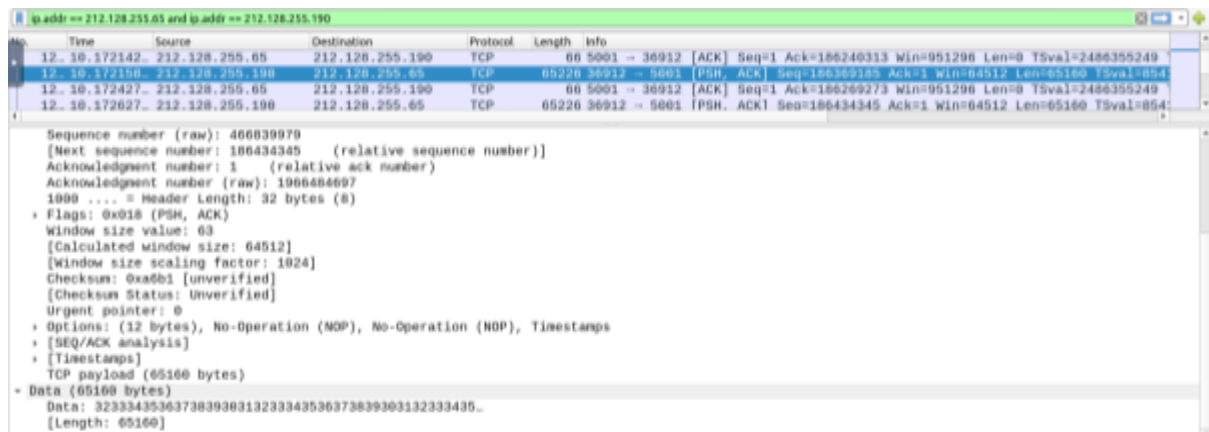 ip.addr == 212.128.255.65 and ip.addr == 212.128.255.190
No. Time Source Destination Protocol Length Info
12… 10.172142… 212.128.255.65 212.128.255.190 TCP 66 5001 → 36912 [ACK] Seq=1 Ack=186240313 Win=951296 Len=0 TSval=2486355249
12… 10.172158… 212.128.255.190 212.128.255.65 TCP 65226 36912 → 5001 [PSH, ACK] Seq=186369185 Ack=1 Win=64512 Len=65160 TSval=854
12… 10.172427… 212.128.255.65 212.128.255.190 TCP 66 5001 → 36912 [ACK] Seq=1 Ack=186269273 Win=951296 Len=0 TSval=2486355249
12… 10.172627… 212.128.255.190 212.128.255.65 TCP 65226 36912 → 5001 [PSH, ACK] Seq=186434345 Ack=1 Win=64512 Len=65160 TSval=854
Sequence number (raw): 466839979
[Next sequence number: 186434345 (relative sequence number)]
Acknowledgment number: 1 (relative ack number)
Acknowledgment number (raw): 1966484697
1000 .... = Header Length: 32 bytes (8)
Flags: 0x018 (PSH, ACK)
Window size value: 63
[Calculated window size: 64512]
[Window size scaling factor: 1024]
Checksum: 0xa6b1 [unverified]
[Checksum Status: Unverified]
Urgent pointer: 0
Options: (12 bytes), No-Operation (NOP), No-Operation (NOP), Timestamps
[SEQ/ACK analysis]
[Timestamps]
TCP payload (65160 bytes)
Data (65160 bytes)
Data: 323334353637383930313233343536373839303132333435…
[Length: 65160]